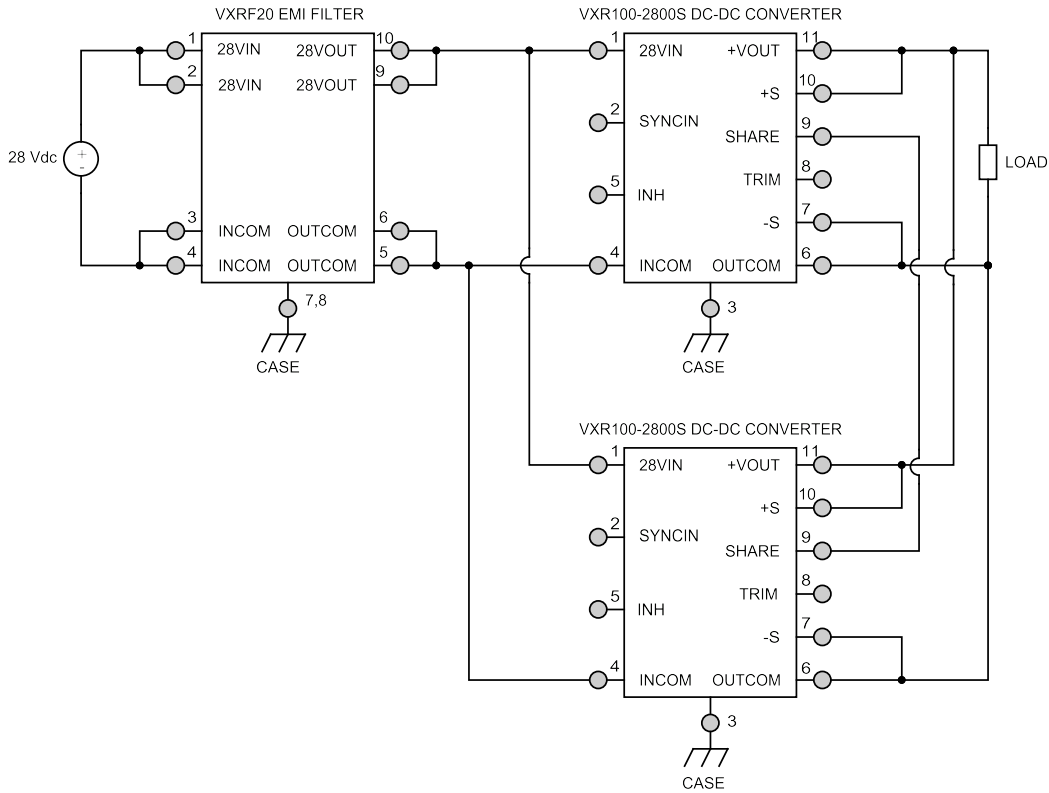 VXRF20 EMI FILTER
VXR100-2800S DC-DC CONVERTER
1 28VIN 28VOUT 10
2 28VIN 28VOUT 9
28 Vdc
+
-
3 INCOM OUTCOM 6
4 INCOM OUTCOM 5
7,8
CASE
1 28VIN +VOUT 11
+S 10
2 SYNCIN
SHARE 9
TRIM 8
5 INH
-S 7
4 INCOM OUTCOM 6
LOAD
3
CASE
VXR100-2800S DC-DC CONVERTER
1 28VIN +VOUT 11
+S 10
2 SYNCIN
SHARE 9
TRIM 8
5 INH
-S 7
4 INCOM OUTCOM 6
3
CASE